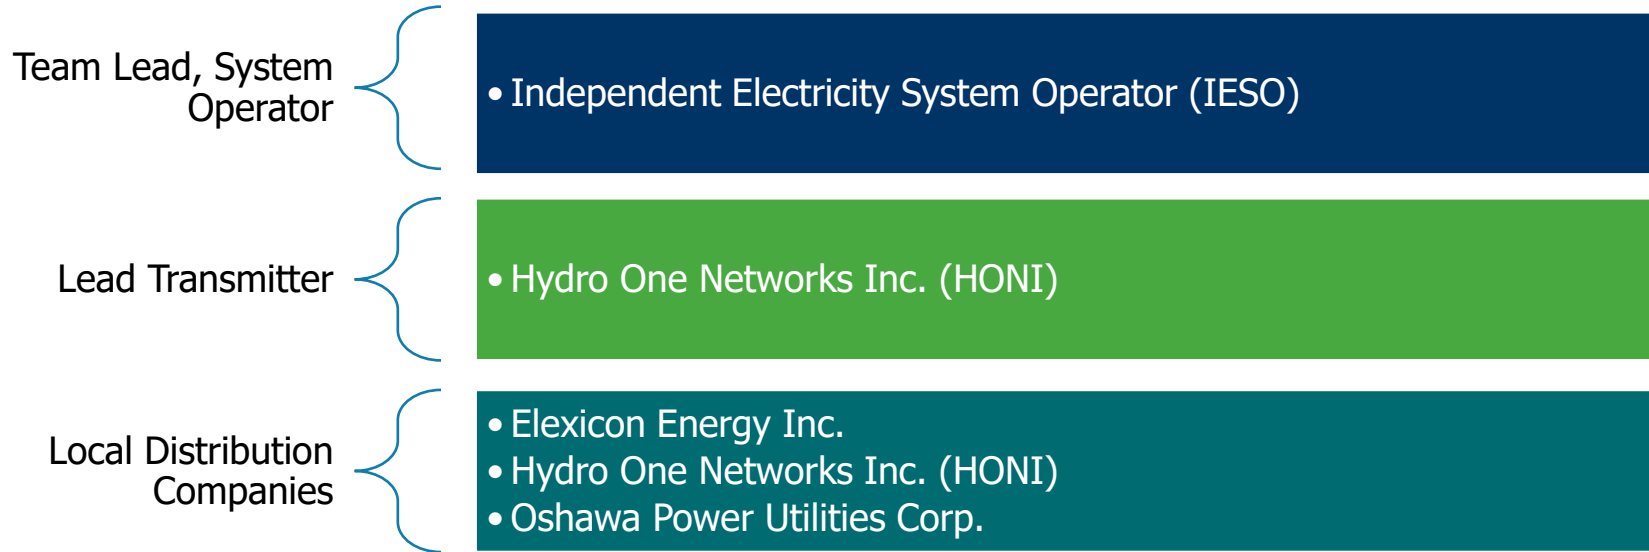 Team Lead, System
Operator
• Independent Electricity System Operator (IESO)
Lead Transmitter
• Hydro One Networks Inc. (HONI)
Local Distribution
Companies
• Elexicon Energy Inc.
• Hydro One Networks Inc. (HONI)
• Oshawa Power Utilities Corp.